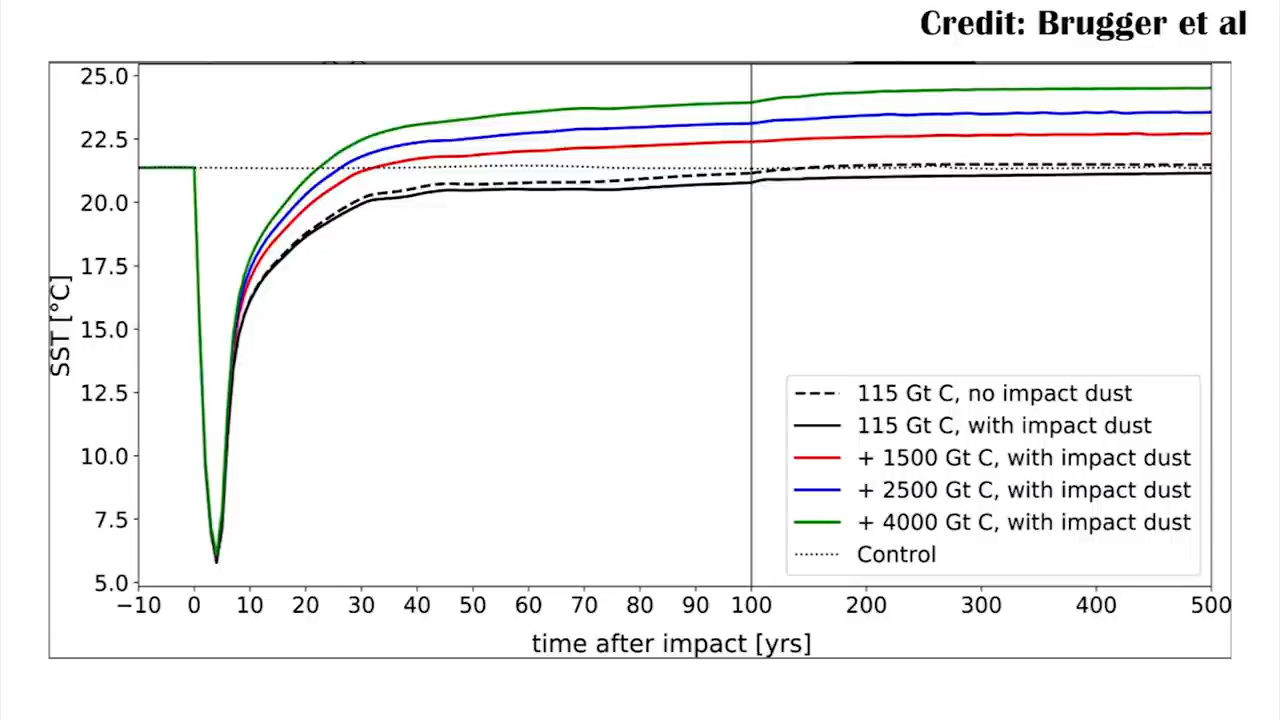 Credit: Brugger et al
25.0
22.5
20.0
17.5
15.0
12.5
10.0
7.5
5.0
SST [°C]
115 Gt C, no impact dust
115 Gt C, with impact dust
+ 1500 Gt C, with impact dust
+ 2500 Gt C, with impact dust
+ 4000 Gt C, with impact dust
Control
−10 0 10 20 30 40 50 60 70 80 90 100 200 300 400 500
time after impact [yrs]